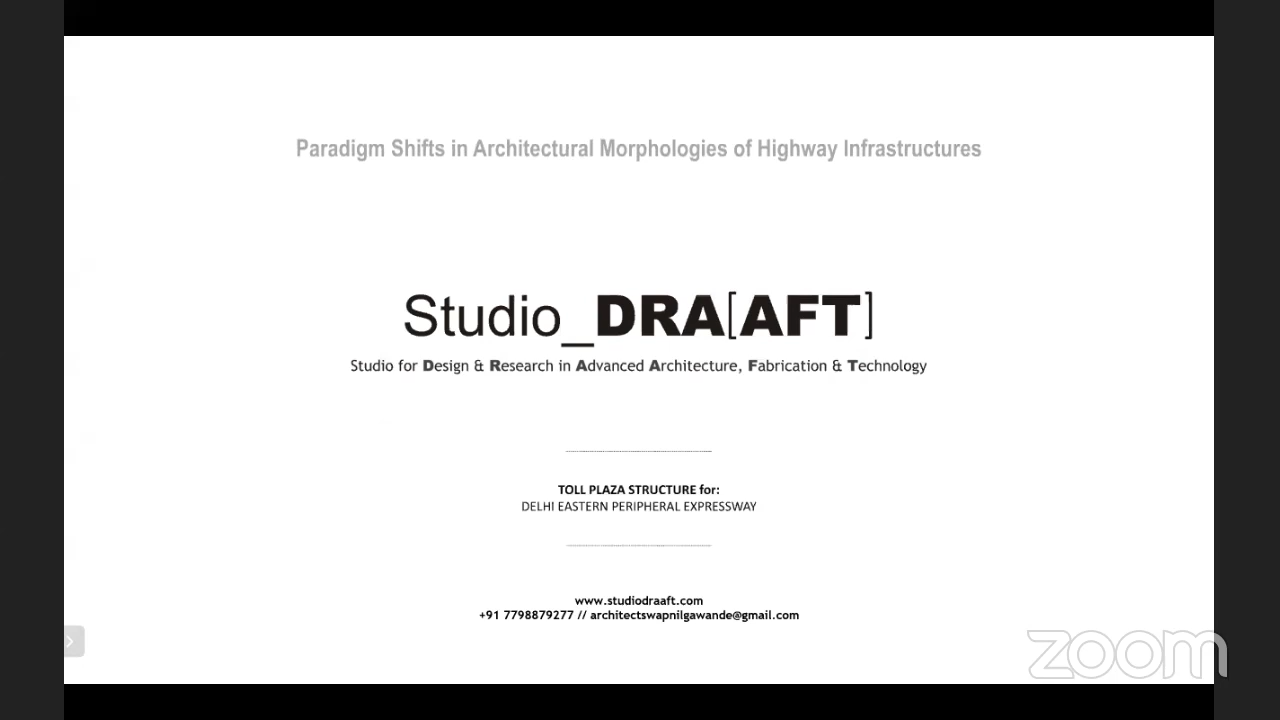 Paradigm Shifts in Architectural Morphologies of Highway Infrastructures
Studio_DRA[AFT]
Studio for Design & Research in Advanced Architecture, Fabrication & Technology
TOLL PLAZA STRUCTURE for:
DELHI EASTERN PERIPHERAL EXPRESSWAY
www.studiodraaft.com
+91 7798879277 // architectswapnilgawande@gmail.com
zoom